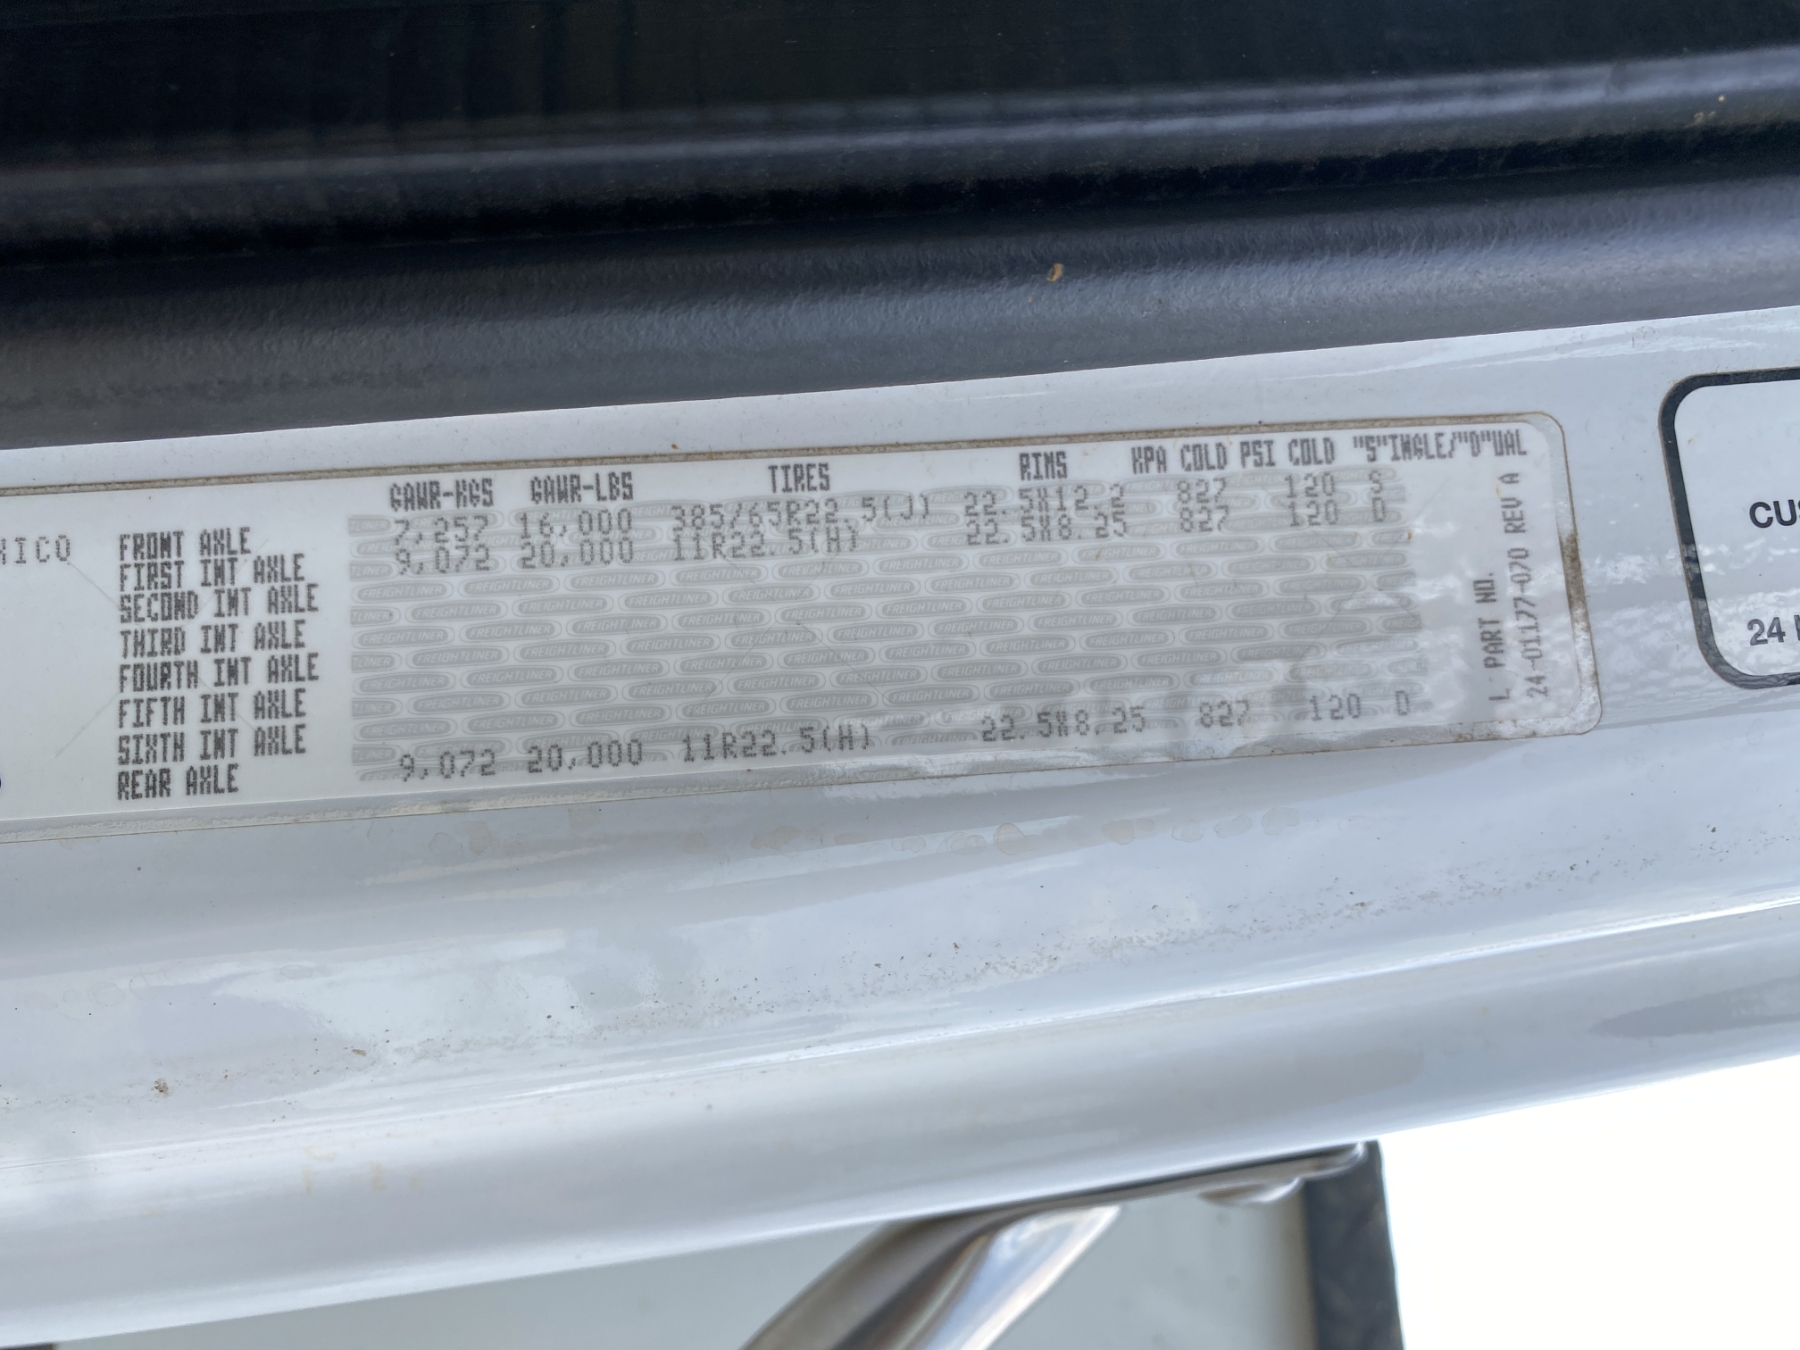 GAWR-KGS GAWR-LBS TIRES RIMS KPA COLD PSI COLD "S"INGLE/"D"UAL
XICO
FRONT AXLE 7,257 16,000 385/65R22.5(J) 22.5X12.2 827 120 S
FIRST INT AXLE 9,072 20,000 11R22.5(H) 22.5X8.25 827 120 D
SECOND INT AXLE
THIRD INT AXLE
FOURTH INT AXLE
FIFTH INT AXLE
SIXTH INT AXLE
REAR AXLE 9,072 20,000 11R22.5(H) 22.5X8.25 827 120 D
FREIGHTLINER
L PART NO.
24-01177-070 REV A
CUS
24